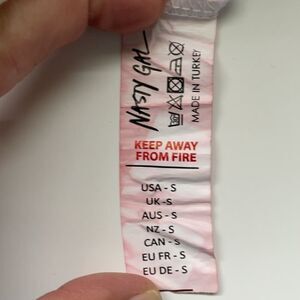 NASTY GAL
MADE IN TURKEY
KEEP AWAY
FROM FIRE
USA - S
UK - S
AUS - S
NZ - S
CAN - S
EU FR - S
EU DE - S